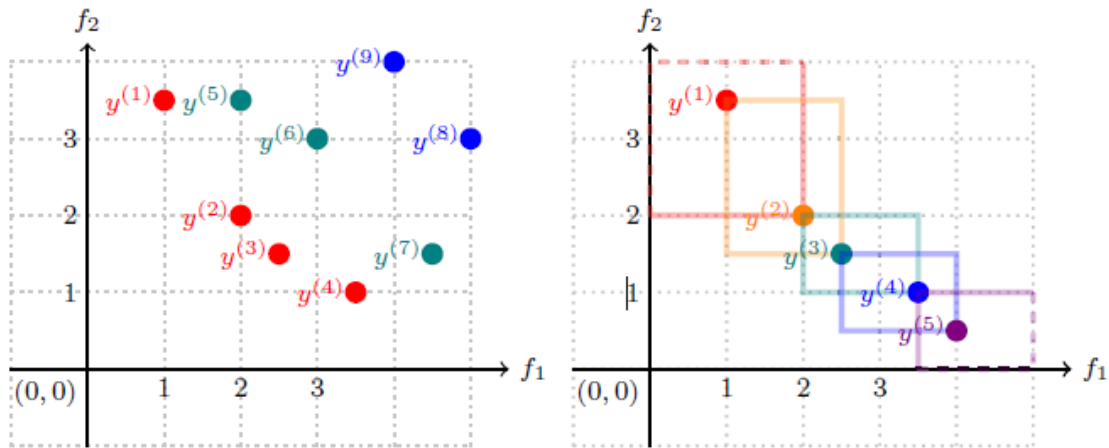 f₂
y⁽⁹⁾
y⁽¹⁾ y⁽⁵⁾
3 y⁽⁶⁾ y⁽⁸⁾
2 y⁽²⁾
y⁽³⁾ y⁽⁷⁾
1 y⁽⁴⁾
f₁
(0, 0) 1 2 3
f₂
y⁽¹⁾
3
2 y⁽²⁾
y⁽³⁾
1 y⁽⁴⁾
y⁽⁵⁾
f₁
(0, 0) 1 2 3